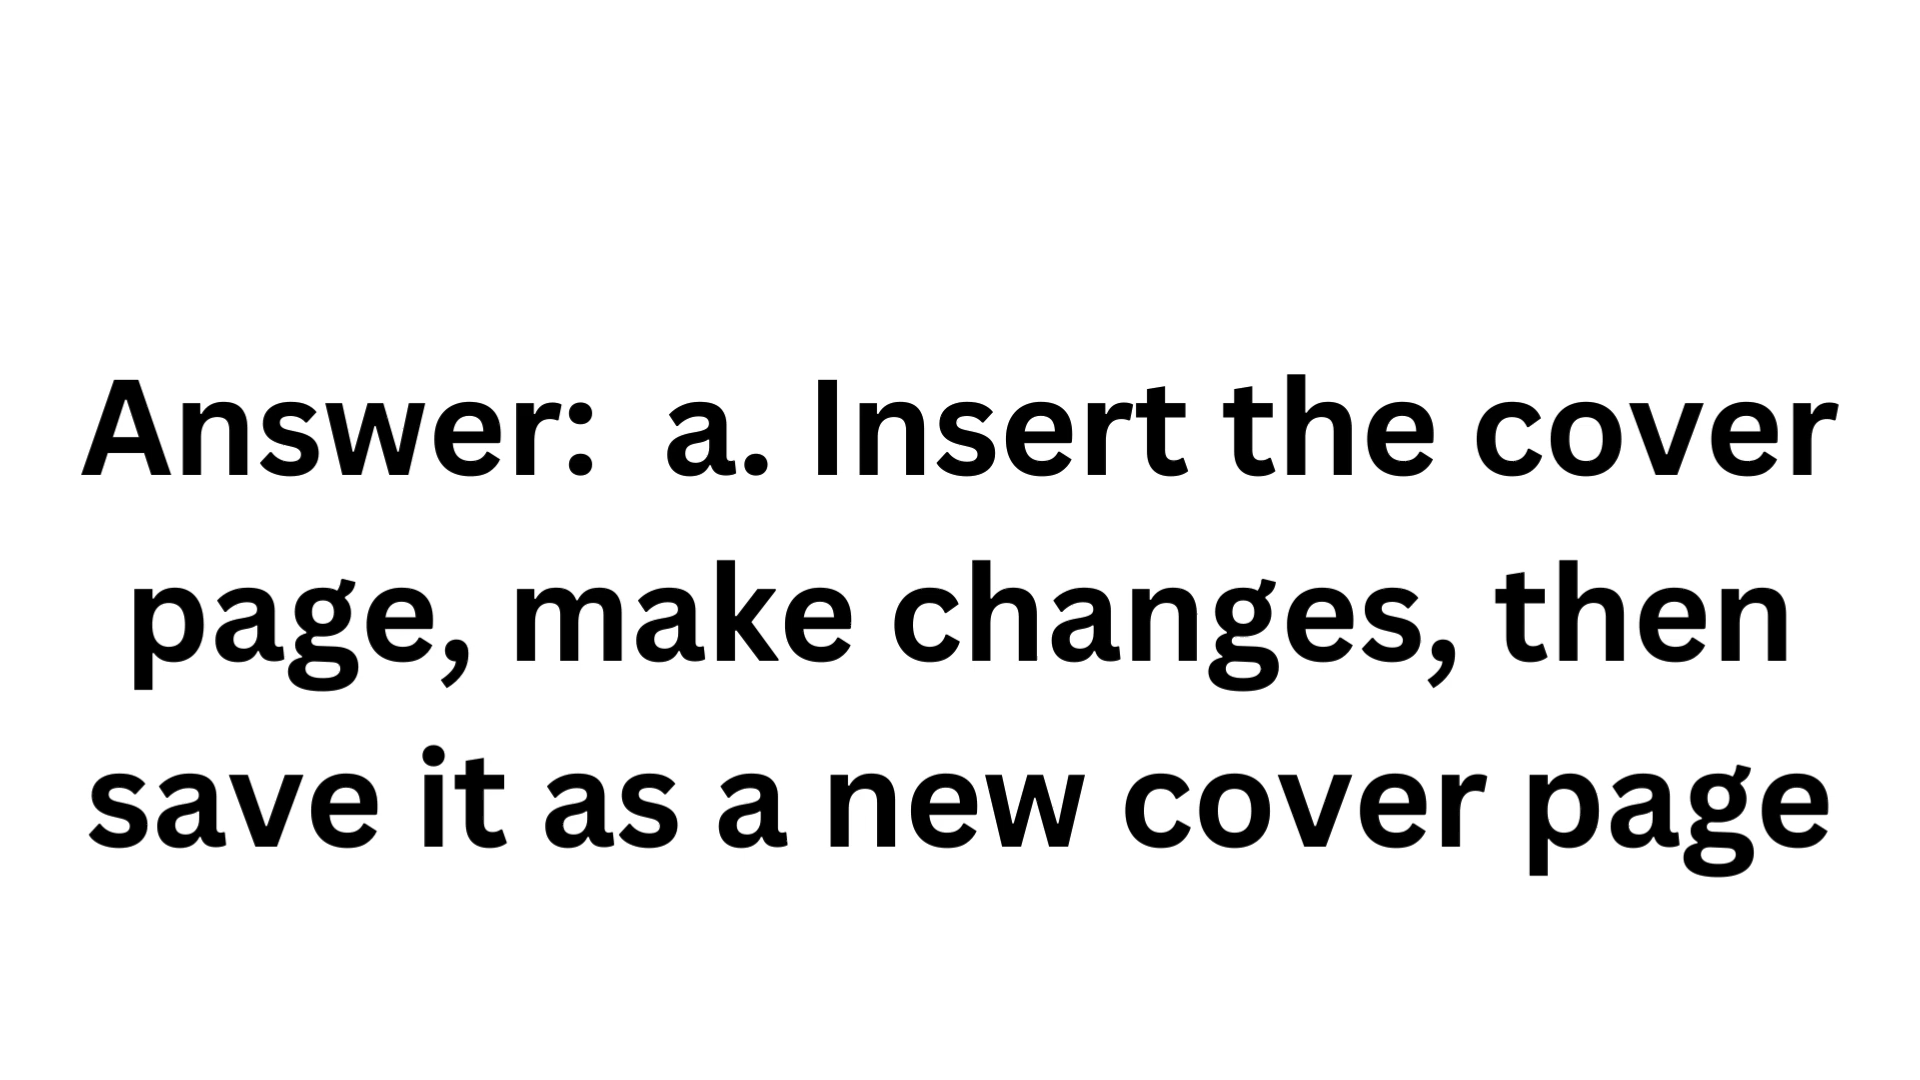 Answer:  a. Insert the cover
page, make changes, then
save it as a new cover page